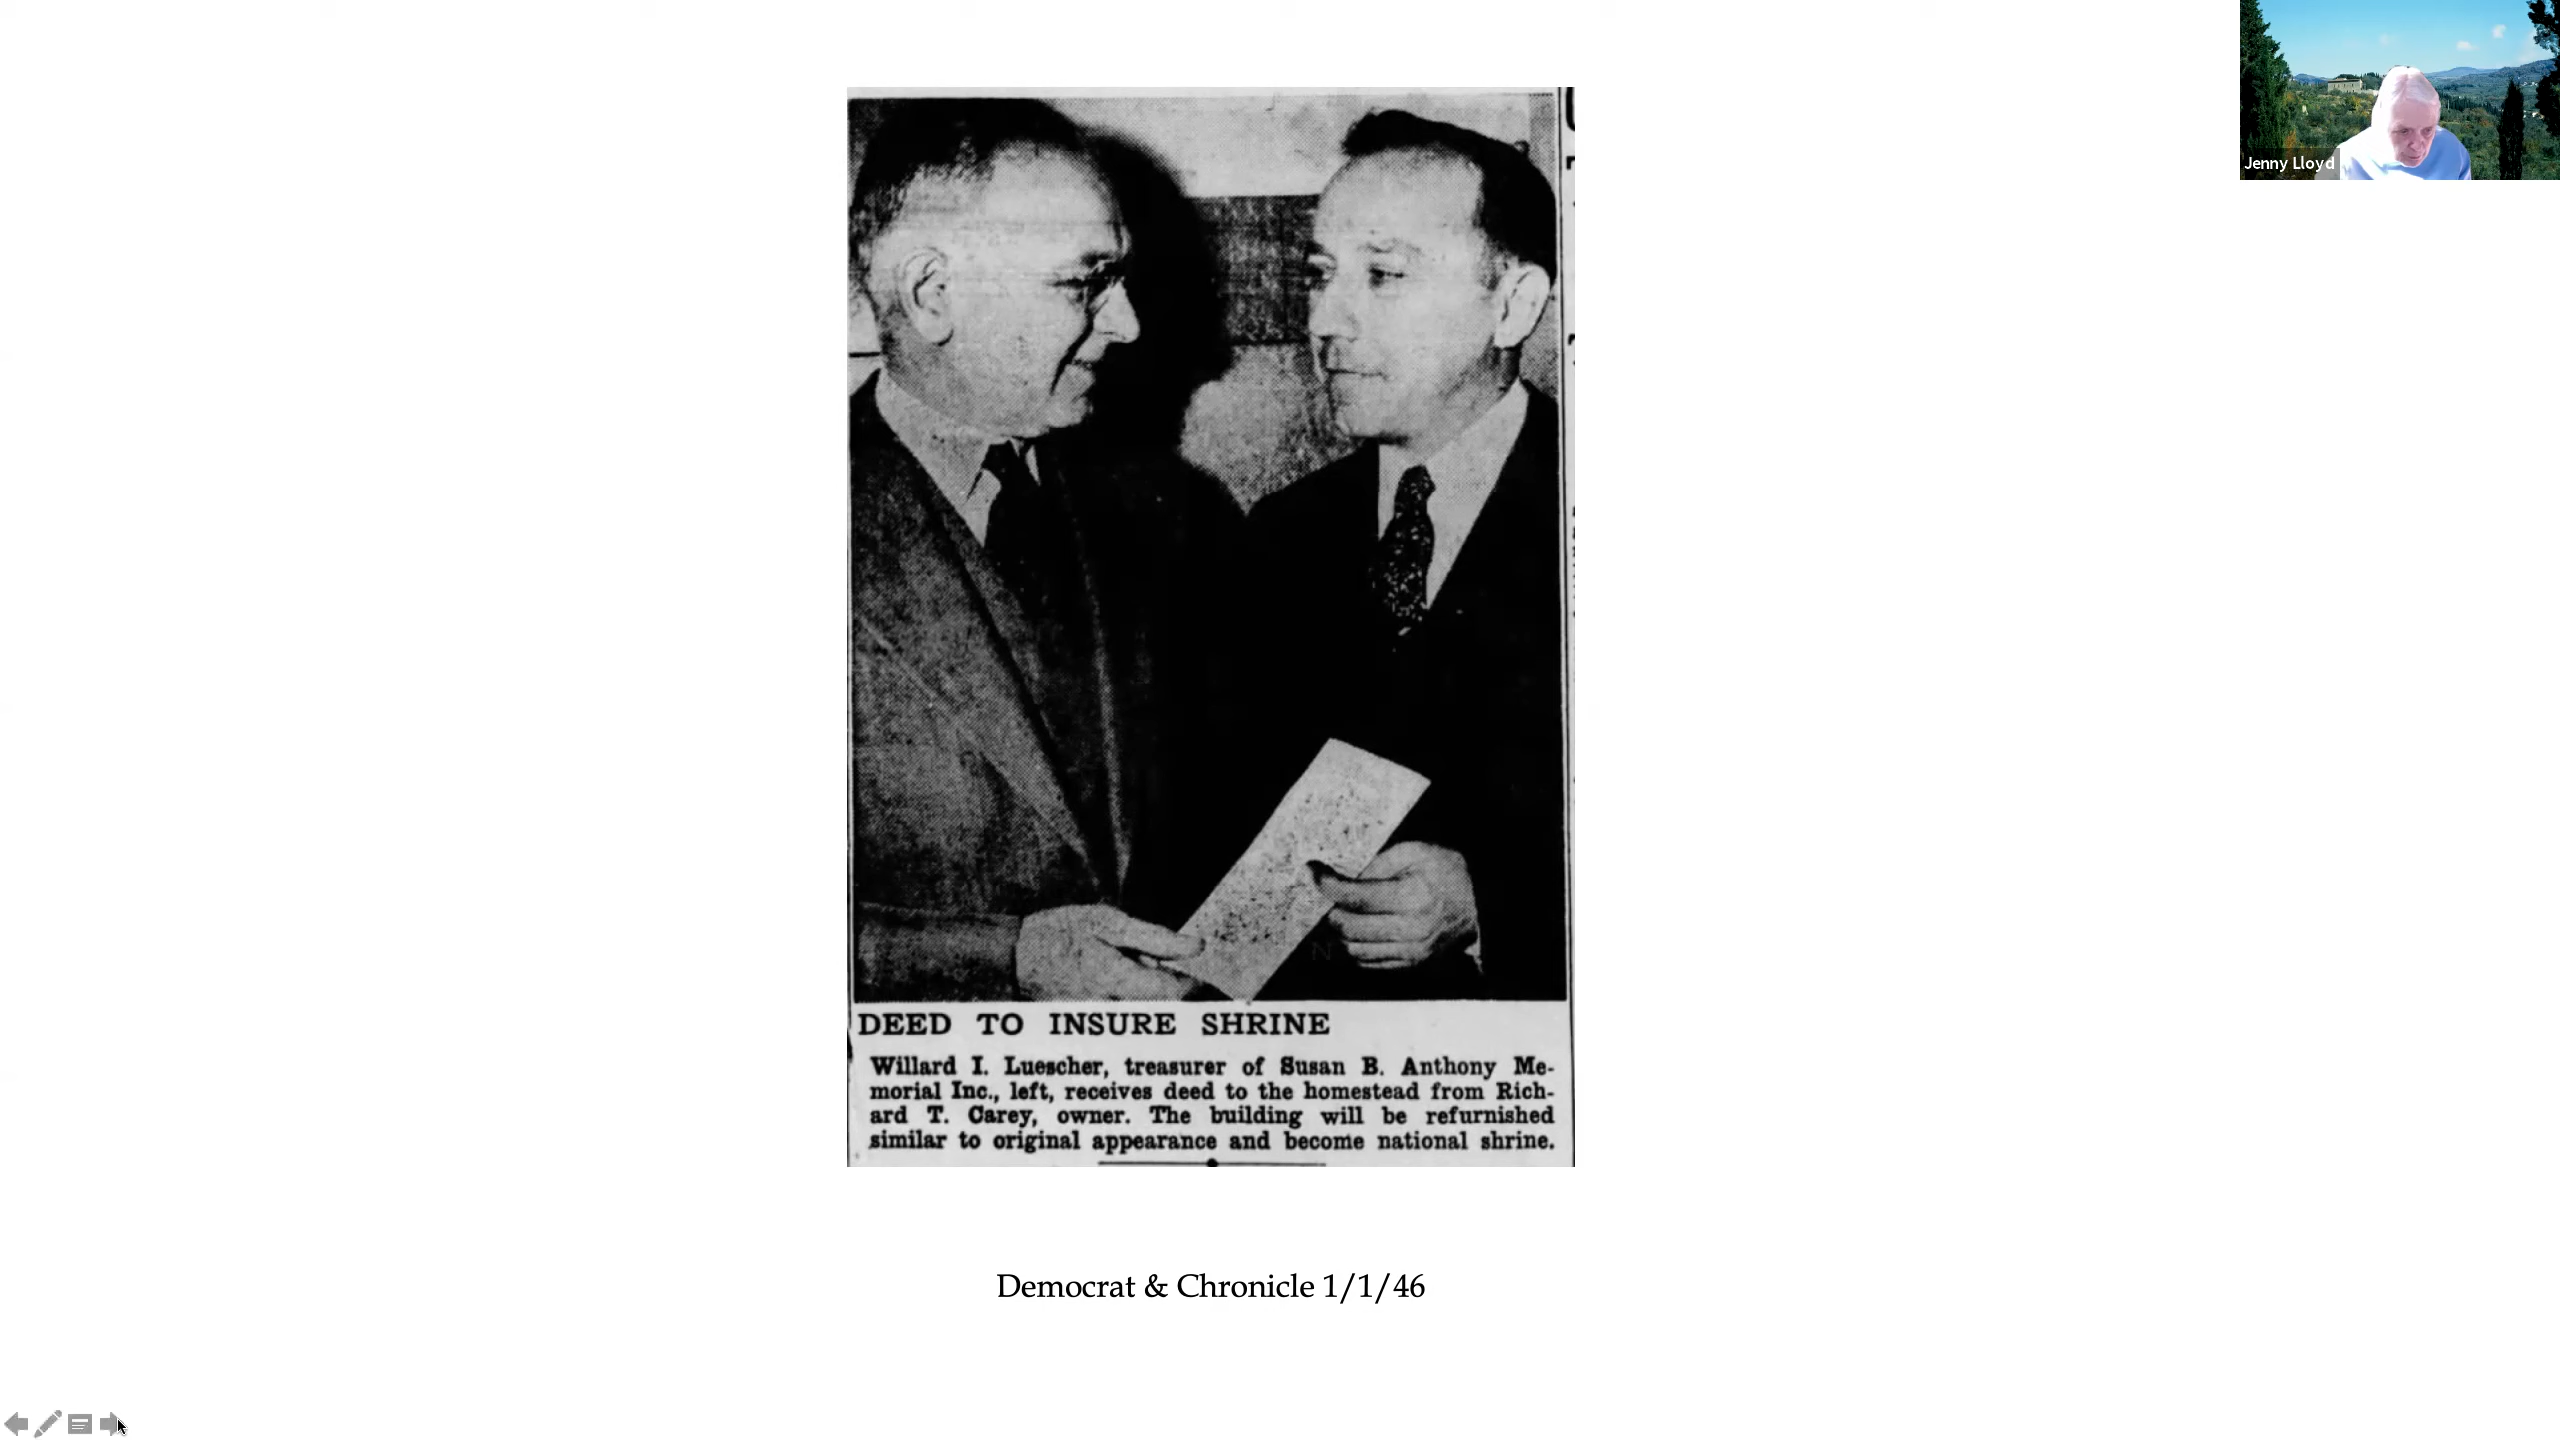 Jenny Lloyd
DEED TO INSURE SHRINE
Willard I. Luescher, treasurer of Susan B. Anthony Me-
morial Inc., left, receives deed to the homestead from Rich-
ard T. Carey, owner. The building will be refurnished
similar to original appearance and become national shrine.
Democrat & Chronicle 1/1/46